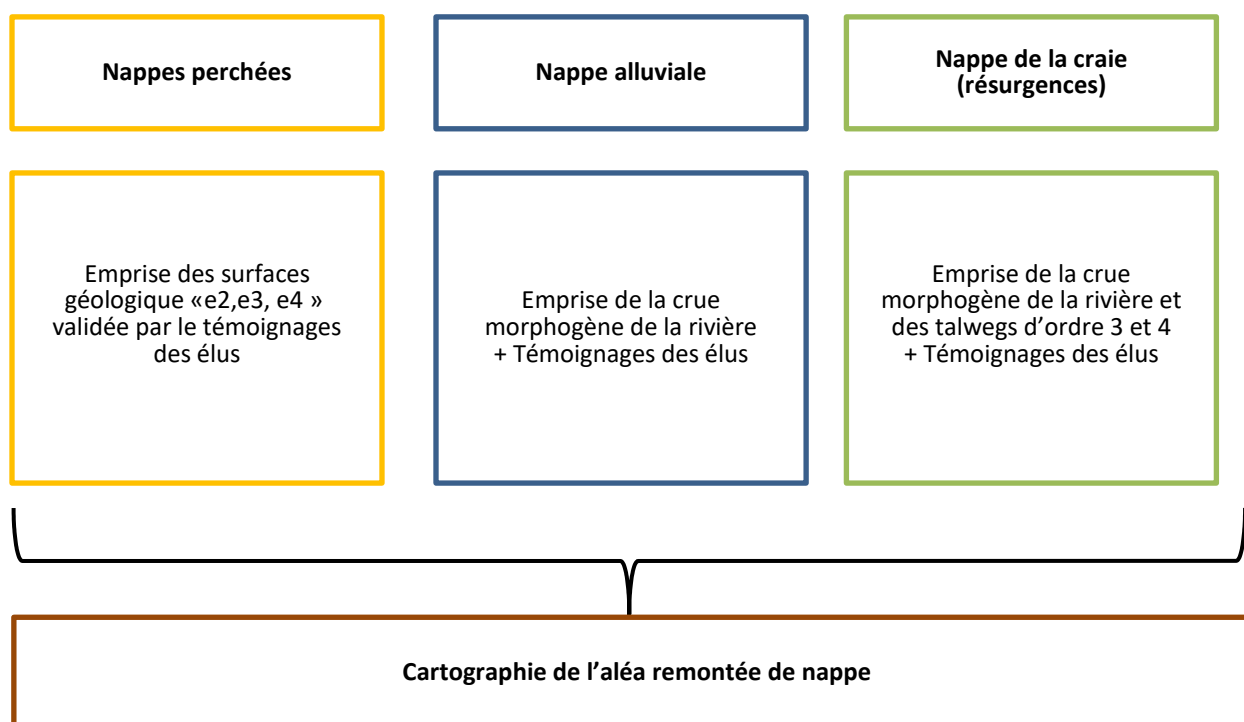 Nappes perchées
Nappe alluviale
Nappe de la craie
(résurgences)
Emprise des surfaces
géologique «e2,e3, e4 »
validée par le témoignages
des élus
Emprise de la crue
morphogène de la rivière
+ Témoignages des élus
Emprise de la crue
morphogène de la rivière et
des talwegs d’ordre 3 et 4
+ Témoignages des élus
Cartographie de l’aléa remontée de nappe